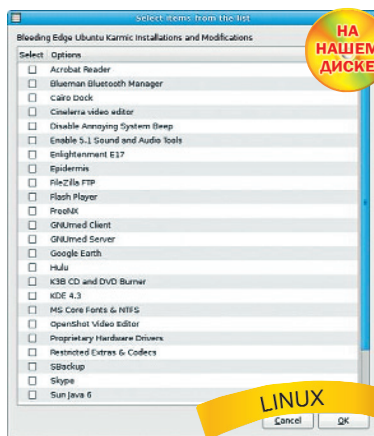 Select items from the list
НА
НАШЕМ
ДИСКЕ
Bleeding Edge Ubuntu Karmic Installations and Modifications
Select Options
Acrobat Reader
Blueman Bluetooth Manager
Cairo Dock
Cinelerra video editor
Disable Annoying System Beep
Enable 5.1 Sound and Audio Tools
Enlightenment E17
Epidermis
FileZilla FTP
Flash Player
FreeNX
GNUmed Client
GNUmed Server
Google Earth
Hulu
K3B CD and DVD Burner
KDE 4.3
MS Core Fonts & NTFS
OpenShot Video Editor
Proprietary Hardware Drivers
Restricted Extras & Codecs
SBackup
Skype
Sun Java 6
LINUX
Cancel OK